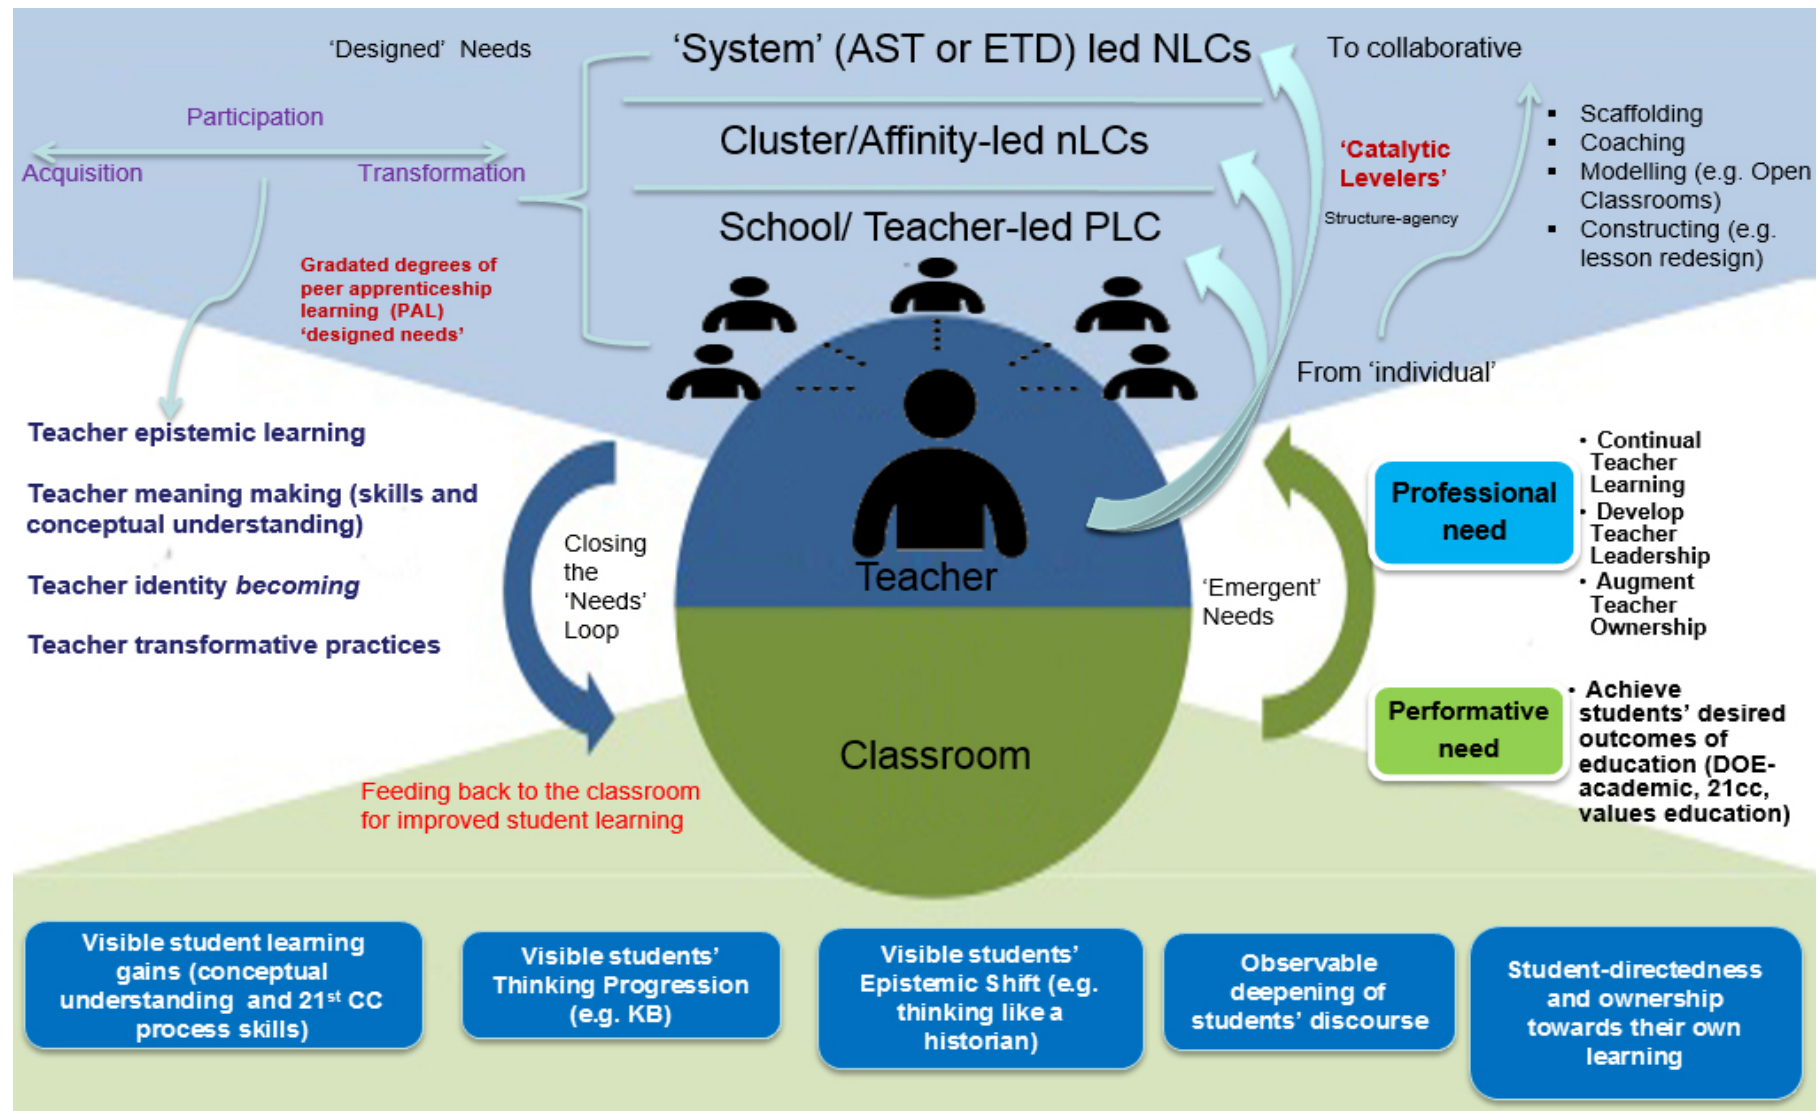 ‘Designed’ Needs
‘System’ (AST or ETD) led NLCs
To collaborative
Participation
Acquisition
Transformation
Cluster/Affinity-led nLCs
School/ Teacher-led PLC
‘Catalytic
Levelers’
Structure-agency
▪ Scaffolding
▪ Coaching
▪ Modelling (e.g. Open
Classrooms)
▪ Constructing (e.g.
lesson redesign)
Gradated degrees of
peer apprenticeship
learning (PAL)
‘designed needs’
From ‘individual’
Teacher epistemic learning
Teacher meaning making (skills and
conceptual understanding)
Teacher identity becoming
Teacher transformative practices
Closing
the
‘Needs’
Loop
Teacher
Classroom
‘Emergent’
Needs
Professional
need
• Continual
Teacher
Learning
• Develop
Teacher
Leadership
• Augment
Teacher
Ownership
Performative
need
• Achieve
students’ desired
outcomes of
education (DOE-
academic, 21cc,
values education)
Feeding back to the classroom
for improved student learning
Visible student learning
gains (conceptual
understanding and 21st CC
process skills)
Visible students’
Thinking Progression
(e.g. KB)
Visible students’
Epistemic Shift (e.g.
thinking like a
historian)
Observable
deepening of
students’ discourse
Student-directedness
and ownership
towards their own
learning